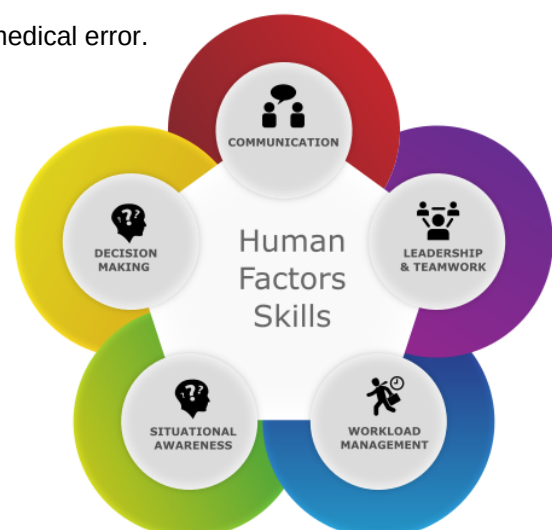 medical error.
COMMUNICATION
DECISION
MAKING
Human
Factors
Skills
LEADERSHIP
& TEAMWORK
SITUATIONAL
AWARENESS
WORKLOAD
MANAGEMENT